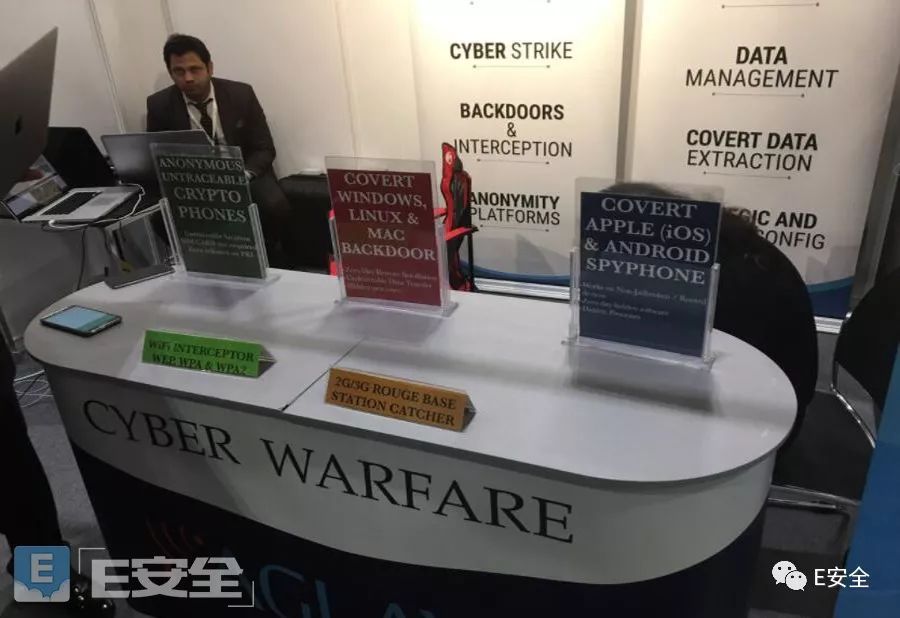 CYBER STRIKE
BACKDOORS
&
INTERCEPTION
ANONYMITY
PLATFORMS
DATA
MANAGEMENT
COVERT DATA
EXTRACTION
AND
CONFIG
ANONYMOUS
UNTRACEABLE
CRYPTO
PHONES
COVERT
WINDOWS,
LINUX &
MAC
BACKDOOR
COVERT
APPLE (iOS)
& ANDROID
SPYPHONE
WiFi INTERCEPTOR
WEP, WPA & WPA2
2G/3G ROUGE BASE
STATION CATCHER
CYBER WARFARE
E安全
E安全